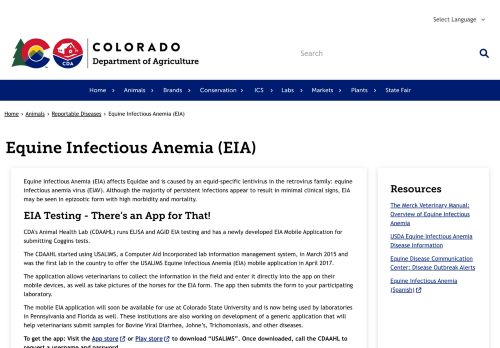 Select Language
COLORADO
Department of Agriculture
CDA
Search
Home
Animals
Brands
Conservation
ICS
Labs
Markets
Plants
State Fair
Home › Animals › Reportable Diseases › Equine Infectious Anemia (EIA)
Equine Infectious Anemia (EIA)
Equine Infectious Anemia (EIA) affects Equidae and is caused by an equid-specific lentivirus in the retrovirus family: equine
infectious anemia virus (EIAV). Although the majority of persistent infections appear to result in minimal clinical signs, EIA
may be seen in epizootic form with high morbidity and mortality.
EIA Testing - There's an App for That!
CDA's Animal Health Lab (CDAAHL) runs ELISA and AGID EIA testing and has a newly developed EIA Mobile Application for
submitting Coggins tests.
The CDAAHL started using USALIMS, a Computer Aid Incorporated lab information management system, in March 2015 and
was the first lab in the country to offer the USALIMS Equine Infectious Anemia (EIA) mobile application in April 2017.
The application allows veterinarians to collect the information in the field and enter it directly into the app on their
mobile devices, as well as take pictures of the horses for the EIA form. The app then submits the form to your participating
laboratory.
The mobile EIA application will soon be available for use at Colorado State University and is now being used by laboratories
in Pennsylvania and Florida as well. These institutions are also working on development of a generic application that will
help veterinarians submit samples for Bovine Viral Diarrhea, Johne's, Trichomoniasis, and other diseases.
To get the app: Visit the App store or Play store to download “USALIMS”. Once downloaded, call the CDAAHL to
request a username and password.
Resources
The Merck Veterinary Manual:
Overview of Equine Infectious
Anemia
USDA Equine Infectious Anemia
Disease Information
Equine Disease Communication
Center: Disease Outbreak Alerts
Equine Infectious Anemia
(Spanish)